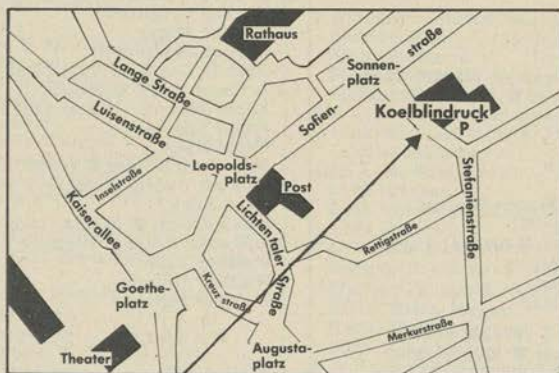 Rathaus
straße
Sonnen-
platz
Lange Straße
Luisenstraße
Sofien-
Koelblindruck
P
Leopolds-
platz
Post
Inselstraße
Kaiserallee
Lichtentaler
Straße
Stefanienstraße
Rettigstraße
Goethe-
platz
Kreuzstraße
Merkurstraße
Theater
Augusta-
platz